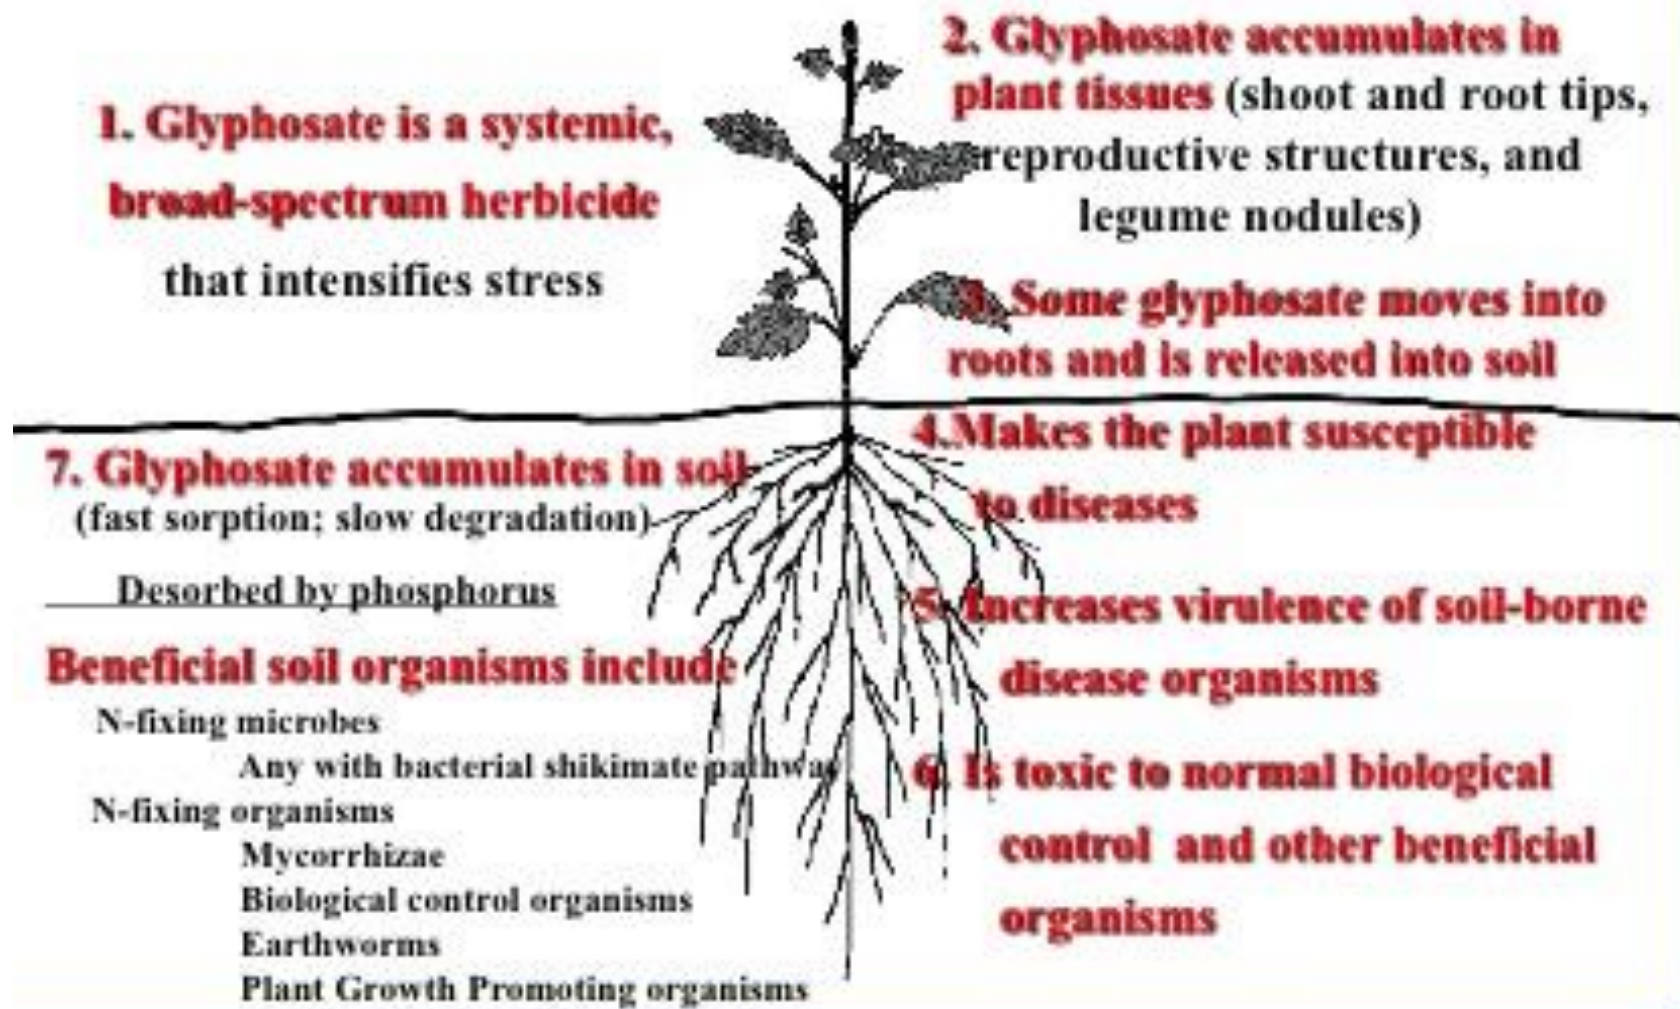 1. Glyphosate is a systemic,
broad-spectrum herbicide
that intensifies stress
2. Glyphosate accumulates in
plant tissues (shoot and root tips,
reproductive structures, and
legume nodules)
3. Some glyphosate moves into
roots and is released into soil
4.Makes the plant susceptible
to diseases
5. Increases virulence of soil-borne
disease organisms
6. Is toxic to normal biological
control and other beneficial
organisms
7. Glyphosate accumulates in soil
(fast sorption; slow degradation)
Desorbed by phosphorus
Beneficial soil organisms include
N-fixing microbes
Any with bacterial shikimate pathway
N-fixing organisms
Mycorrhizae
Biological control organisms
Earthworms
Plant Growth Promoting organisms